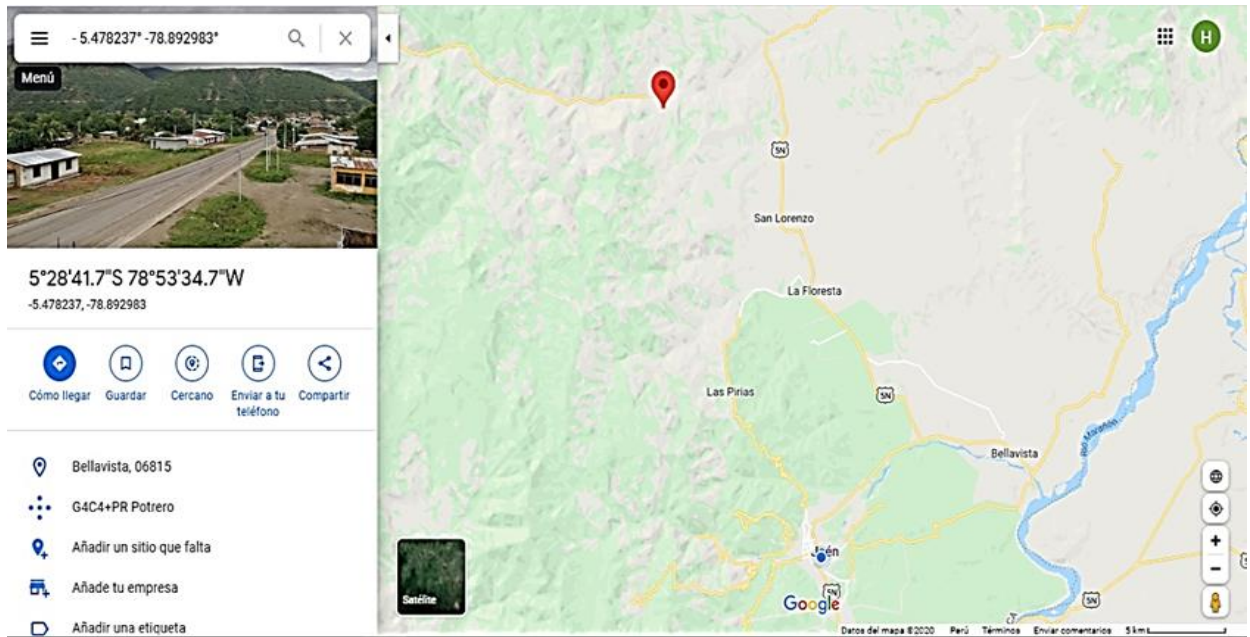 - 5.478237° -78.892983°
Menú
5°28'41.7"S 78°53'34.7"W
-5.478237, -78.892983
Cómo llegar
Guardar
Cercano
Enviar a tu
teléfono
Compartir
Bellavista, 06815
G4C4+PR Potrero
Añadir un sitio que falta
Añade tu empresa
Añadir una etiqueta
H
5N
San Lorenzo
La Floresta
Las Pirias
5N
Río Marañón
Bellavista
Jaén
Satélite
5N
Google
5N
Datos del mapa ©2020 Perú Términos Enviar comentarios 5 km